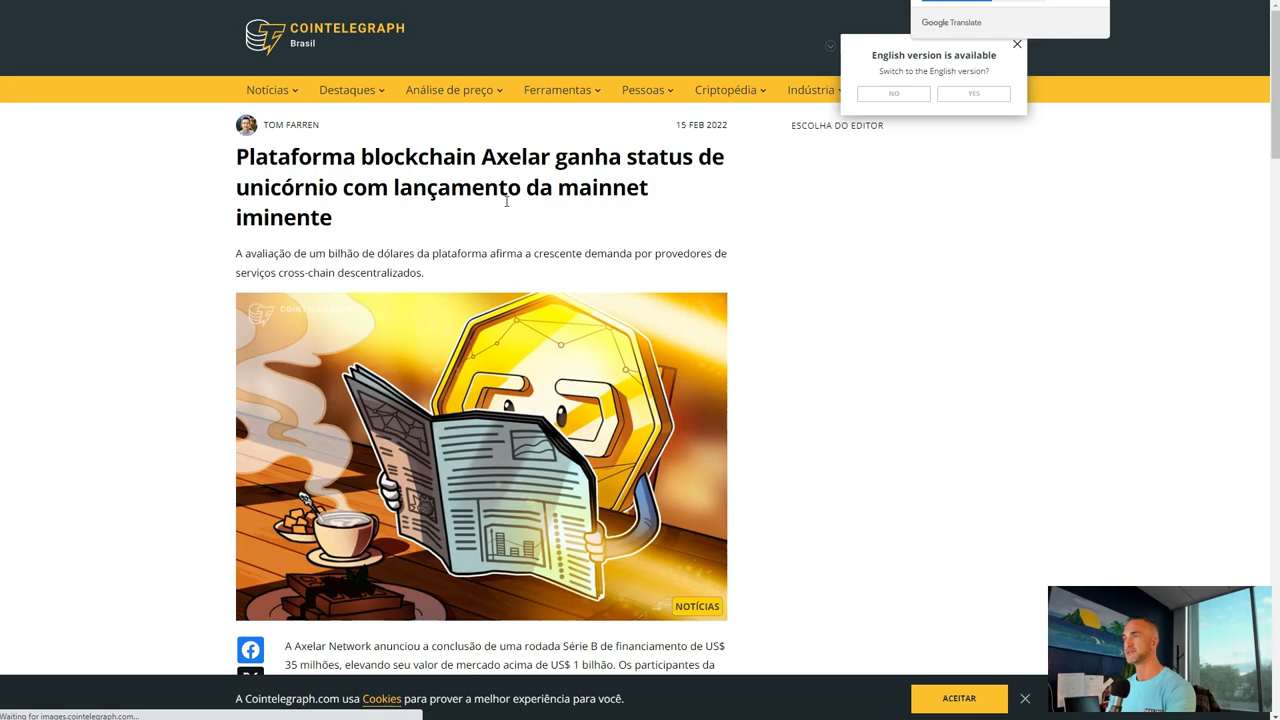 COINTELEGRAPH
Brasil
Google Translate
English version is available
Switch to the English version?
NO
YES
Notícias
Destaques
Análise de preço
Ferramentas
Pessoas
Criptopédia
Indústria
TOM FARREN
15 FEB 2022
ESCOLHA DO EDITOR
Plataforma blockchain Axelar ganha status de
unicórnio com lançamento da mainnet
iminente
A avaliação de um bilhão de dólares da plataforma afirma a crescente demanda por provedores de
serviços cross-chain descentralizados.
NOTÍCIAS
A Axelar Network anunciou a conclusão de uma rodada Série B de financiamento de US$
35 milhões, elevando seu valor de mercado acima de US$ 1 bilhão. Os participantes da
A Cointelegraph.com usa Cookies para prover a melhor experiência para você.
ACEITAR
Waiting for images.cointelegraph.com...